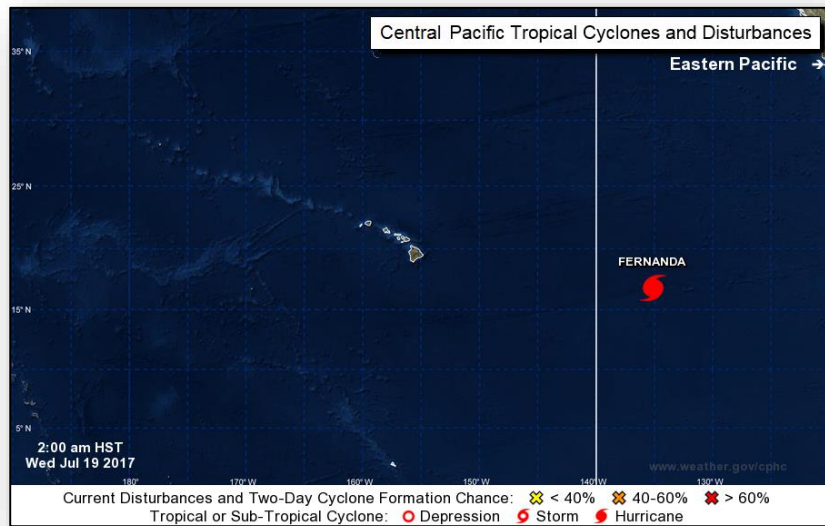 Central Pacific Tropical Cyclones and Disturbances
35° N
Eastern Pacific
25° N
FERNANDA
15° N
5° N
2:00 am HST
Wed Jul 19 2017
www.weather.gov/cphc
180° 170° W 160° W 150° W 140° W 130° W
Current Disturbances and Two-Day Cyclone Formation Chance: < 40% 40-60% > 60%
Tropical or Sub-Tropical Cyclone: Depression Storm Hurricane